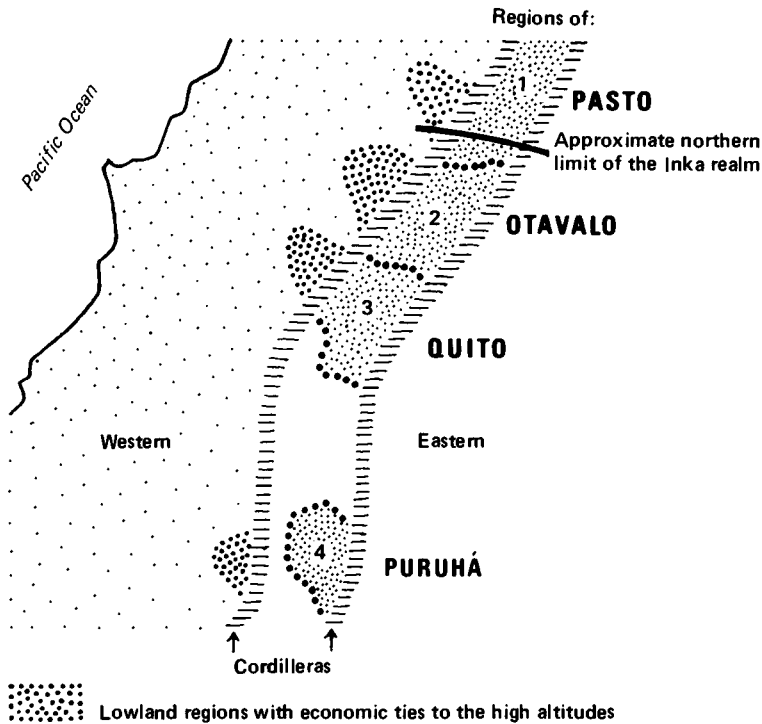 Regions of:
1
PASTO
Pacific Ocean
Approximate northern
limit of the Inka realm
2
OTAVALO
3
QUITO
Western
Eastern
4
PURUHÁ
Cordilleras
Lowland regions with economic ties to the high altitudes